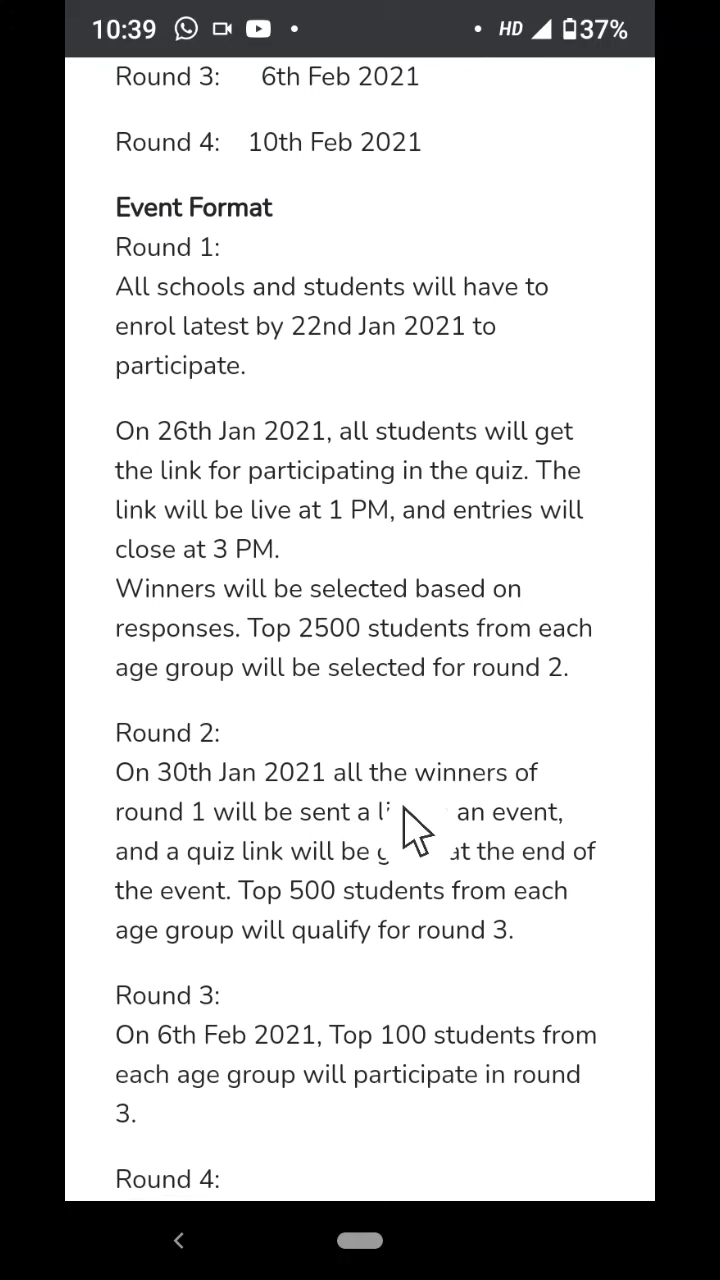 10:39 HD 37%
Round 3: 6th Feb 2021
Round 4: 10th Feb 2021
Event Format
Round 1:
All schools and students will have to
enrol latest by 22nd Jan 2021 to
participate.
On 26th Jan 2021, all students will get
the link for participating in the quiz. The
link will be live at 1 PM, and entries will
close at 3 PM.
Winners will be selected based on
responses. Top 2500 students from each
age group will be selected for round 2.
Round 2:
On 30th Jan 2021 all the winners of
round 1 will be sent a an event,
and a quiz link will be at the end of
the event. Top 500 students from each
age group will qualify for round 3.
Round 3:
On 6th Feb 2021, Top 100 students from
each age group will participate in round
3.
Round 4: